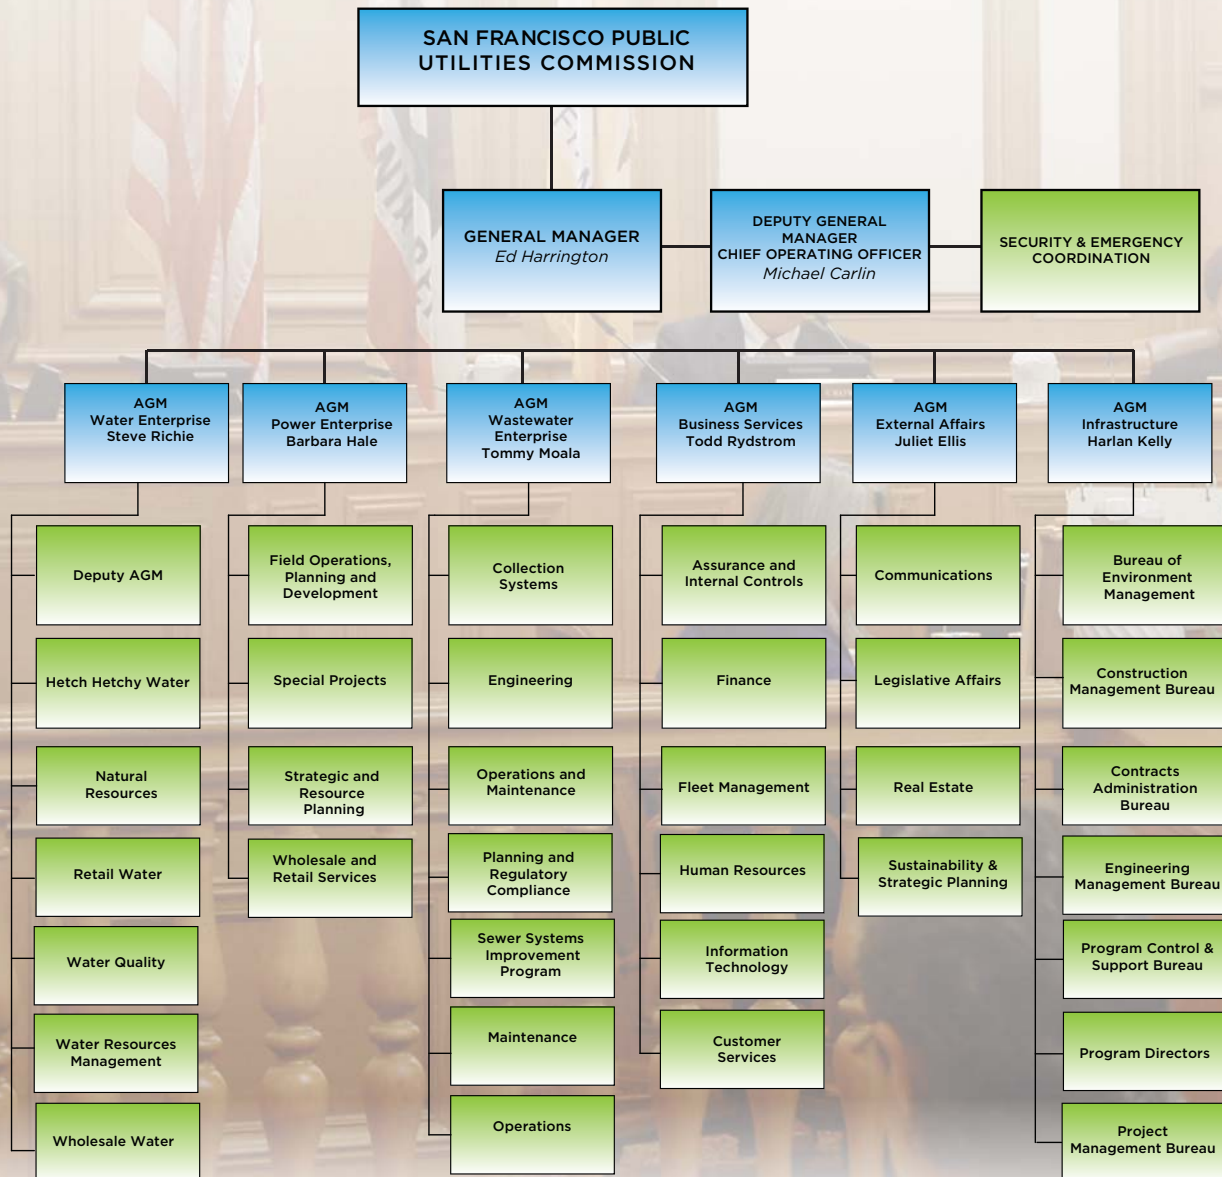 SAN FRANCISCO PUBLIC
UTILITIES COMMISSION
GENERAL MANAGER
Ed Harrington
DEPUTY GENERAL
MANAGER
CHIEF OPERATING OFFICER
Michael Carlin
SECURITY & EMERGENCY
COORDINATION
AGM
Water Enterprise
Steve Richie
AGM
Power Enterprise
Barbara Hale
AGM
Wastewater
Enterprise
Tommy Moala
AGM
Business Services
Todd Rydstrom
AGM
External Affairs
Juliet Ellis
AGM
Infrastructure
Harlan Kelly
Deputy AGM
Hetch Hetchy Water
Natural
Resources
Retail Water
Water Quality
Water Resources
Management
Wholesale Water
Field Operations,
Planning and
Development
Special Projects
Strategic and
Resource
Planning
Wholesale and
Retail Services
Collection
Systems
Engineering
Operations and
Maintenance
Planning and
Regulatory
Compliance
Sewer Systems
Improvement
Program
Maintenance
Operations
Assurance and
Internal Controls
Finance
Fleet Management
Human Resources
Information
Technology
Customer
Services
Communications
Legislative Affairs
Real Estate
Sustainability &
Strategic Planning
Bureau of
Environment
Management
Construction
Management Bureau
Contracts
Administration
Bureau
Engineering
Management Bureau
Program Control &
Support Bureau
Program Directors
Project
Management Bureau